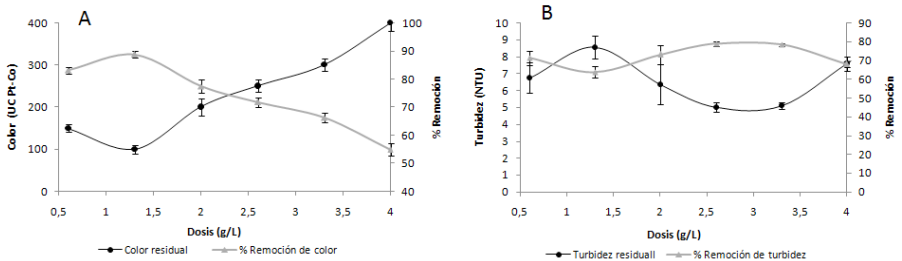 A
Color (UC Pt-Co)
400
300
200
100
0
100
90
80
70
60
50
40
% Remoción
0,5 1 1,5 2 2,5 3 3,5 4
Dosis (g/L)
Color residual % Remoción de color
B
Turbidez (NTU)
10
9
8
7
6
5
4
3
2
1
0
90
80
70
60
50
40
30
20
10
0
% Remoción
0,5 1 1,5 2 2,5 3 3,5 4
Dosis (g/L)
Turbidez residuall % Remoción de turbidez